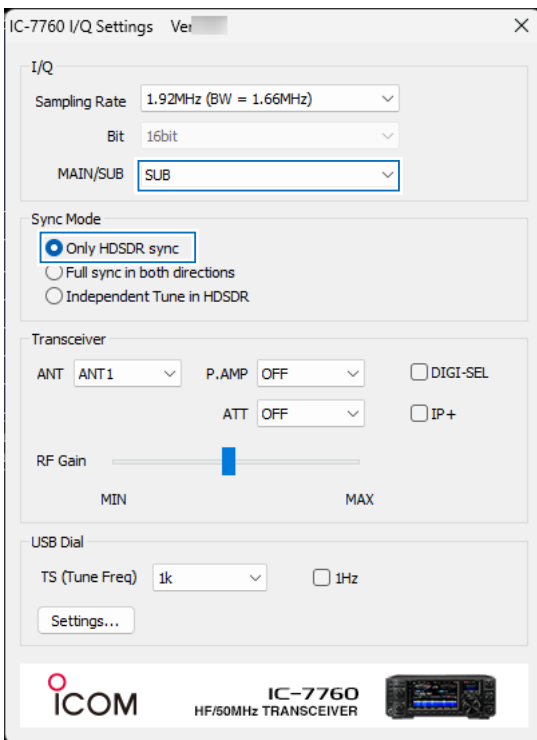 IC-7760 I/Q Settings Ver
I/Q
Sampling Rate 1.92MHz (BW = 1.66MHz)
Bit 16bit
MAIN/SUB SUB
Sync Mode
Only HDSDR sync
Full sync in both directions
Independent Tune in HDSDR
Transceiver
ANT ANT1 P.AMP OFF DIGI-SEL
ATT OFF IP+
RF Gain
MIN MAX
USB Dial
TS (Tune Freq) 1k 1Hz
Settings...
ICOM IC-7760
HF/50MHz TRANSCEIVER